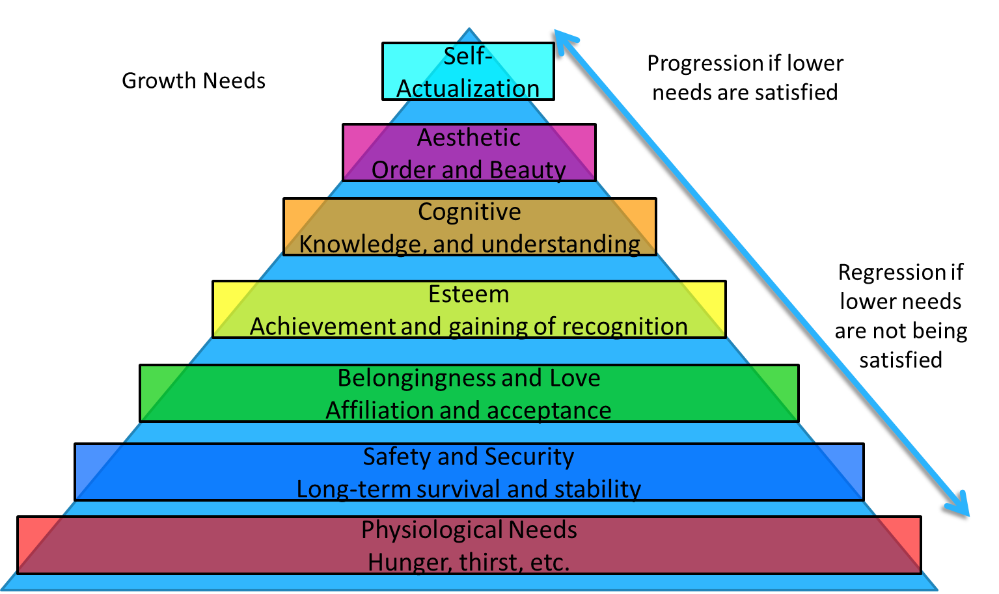 Growth Needs
Self-
Actualization
Progression if lower
needs are satisfied
Aesthetic
Order and Beauty
Cognitive
Knowledge, and understanding
Esteem
Achievement and gaining of recognition
Regression if
lower needs
are not being
satisfied
Belongingness and Love
Affiliation and acceptance
Safety and Security
Long-term survival and stability
Physiological Needs
Hunger, thirst, etc.